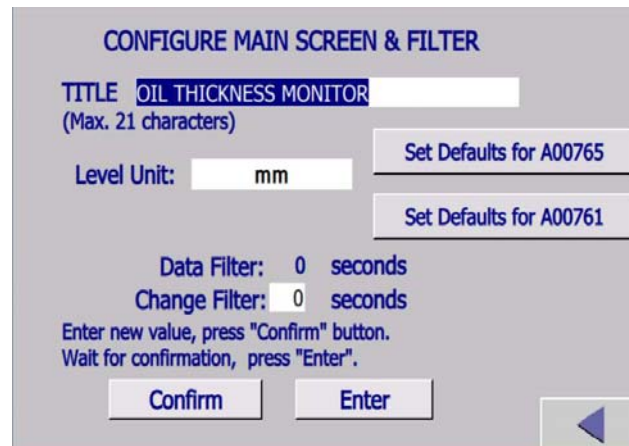 CONFIGURE MAIN SCREEN & FILTER
TITLE OIL THICKNESS MONITOR
(Max. 21 characters)
Set Defaults for A00765
Level Unit: mm
Set Defaults for A00761
Data Filter: 0 seconds
Change Filter: 0 seconds
Enter new value, press "Confirm" button.
Wait for confirmation, press "Enter".
Confirm Enter